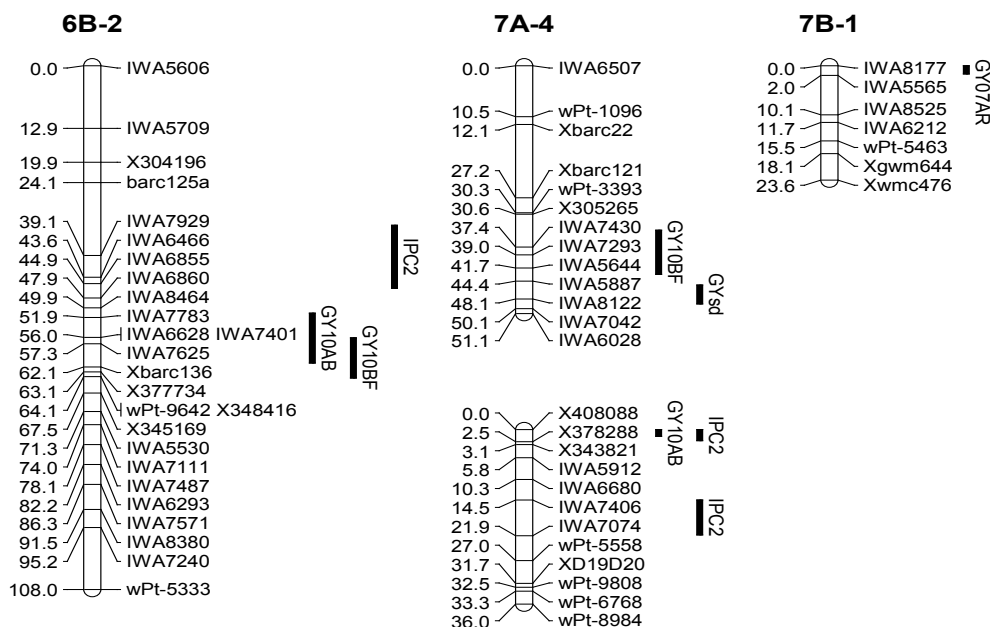 6B-2
0.0 IWA5606
12.9 IWA5709
19.9 X304196
24.1 barc125a
39.1 IWA7929
43.6 IWA6466
44.9 IWA6855
47.9 IWA6860
49.9 IWA8464
51.9 IWA7783
56.0 IWA6628 IWA7401
57.3 IWA7625
62.1 Xbarc136
63.1 X377734
64.1 wPt-9642 X348416
67.5 X345169
71.3 IWA5530
74.0 IWA7111
78.1 IWA7487
82.2 IWA6293
86.3 IWA7571
91.5 IWA8380
95.2 IWA7240
108.0 wPt-5333
GY10AB
GY10BF
IPC2
7A-4
0.0 IWA6507
10.5 wPt-1096
12.1 Xbarc22
27.2 Xbarc121
30.3 wPt-3393
30.6 X305265
37.4 IWA7430
39.0 IWA7293
41.7 IWA5644
44.4 IWA5887
48.1 IWA8122
50.1 IWA7042
51.1 IWA6028
GY10BF
GYsd
0.0 X408088
2.5 X378288
3.1 X343821
5.8 IWA5912
10.3 IWA6680
14.5 IWA7406
21.9 IWA7074
27.0 wPt-5558
31.7 XD19D20
32.5 wPt-9808
33.3 wPt-6768
36.0 wPt-8984
GY10AB
IPC2
IPC2
7B-1
0.0 IWA8177
2.0 IWA5565
10.1 IWA8525
11.7 IWA6212
15.5 wPt-5463
18.1 Xgwm644
23.6 Xwmc476
GY07AR